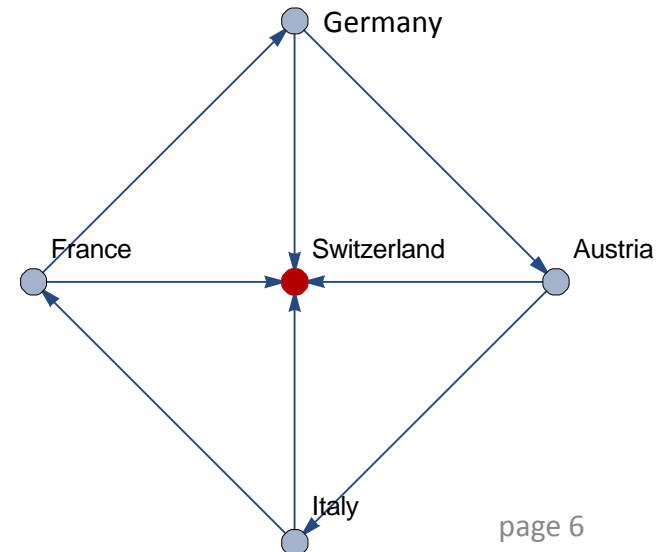 Germany
France
Switzerland
Austria
Italy
page 6